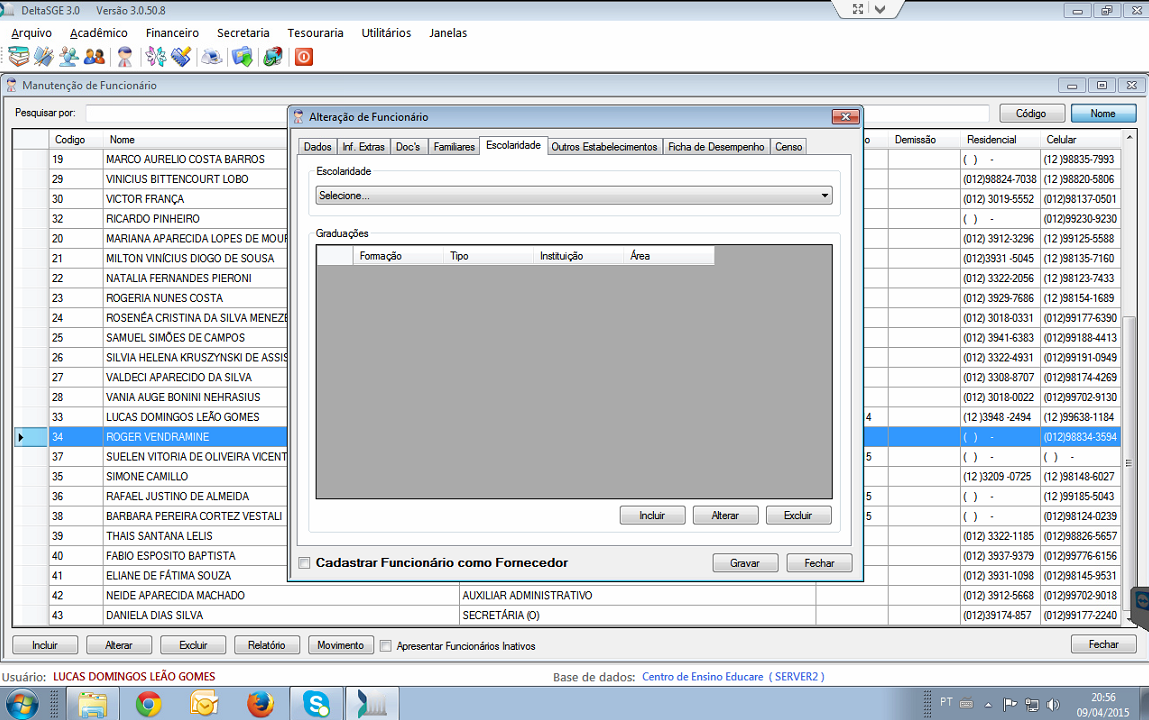 DeltaSGE 3.0 Versão 3.0.50.8
Arquivo Acadêmico Financeiro Secretaria Tesouraria Utilitários Janelas
Manutenção de Funcionário
Pesquisar por: Código Nome
Codigo Nome Demissão Residencial Celular
19 MARCO AURELIO COSTA BARROS ( ) - (12 )98835-7993
29 VINICIUS BITTENCOURT LOBO (012)98824-7038 (12 )98820-5806
30 VICTOR FRANÇA (012) 3019-5552 (012)98137-0501
32 RICARDO PINHEIRO ( ) - (012)99230-9230
20 MARIANA APARECIDA LOPES DE MOUF (012) 3912-3296 (12 )99125-5588
21 MILTON VINÍCIUS DIOGO DE SOUSA (012)3931 -5045 (12 )98135-7160
22 NATALIA FERNANDES PIERONI (012) 3322-2056 (12 )98123-7433
23 ROGERIA NUNES COSTA (012) 3929-7686 (12 )98154-1689
24 ROSENÉA CRISTINA DA SILVA MENEZE (012) 3018-0331 (012)99177-6390
25 SAMUEL SIMÕES DE CAMPOS (012) 3941-6383 (012)99188-4413
26 SILVIA HELENA KRUSZYNSKI DE ASSIS (012) 3322-4931 (012)99191-0949
27 VALDECI APARECIDO DA SILVA (012) 3308-8707 (012)98174-4269
28 VANIA AUGE BONINI NEHRASIUS (012) 3018-0022 (012)99702-9130
33 LUCAS DOMINGOS LEÃO GOMES 4 (12 )3948 -2494 (12 )99638-1184
34 ROGER VENDRAMINE ( ) - (012)98834-3594
37 SUELEN VITORIA DE OLIVEIRA VICENT 5 ( ) - ( ) -
35 SIMONE CAMILLO (12 )3209 -0725 (12 )98148-6027
36 RAFAEL JUSTINO DE ALMEIDA 5 ( ) - (12 )99185-5043
38 BARBARA PEREIRA CORTEZ VESTALI 5 ( ) - (012)98124-0239
39 THAIS SANTANA LELIS (012) 3322-1185 (012)98826-5657
40 FABIO ESPOSITO BAPTISTA (012) 3937-9379 (012)99776-6156
41 ELIANE DE FÁTIMA SOUZA (012) 3931-1098 (012)98145-9531
42 NEIDE APARECIDA MACHADO AUXILIAR ADMINISTRATIVO (012) 3912-5668 (012)99702-9018
43 DANIELA DIAS SILVA SECRETÁRIA (O) (012)39174-857 (012)99177-2240
Alteração de Funcionário
Dados Inf. Extras Doc's Familiares Escolaridade Outros Estabelecimentos Ficha de Desempenho Censo
Escolaridade
Selecione...
Graduações
Formação Tipo Instituição Área
Incluir Alterar Excluir
Cadastrar Funcionário como Fornecedor Gravar Fechar
Incluir Alterar Excluir Relatório Movimento Apresentar Funcionários Inativos Fechar
Usuário: LUCAS DOMINGOS LEÃO GOMES Base de dados: Centro de Ensino Educare ( SERVER2 )
PT 20:56
09/04/2015